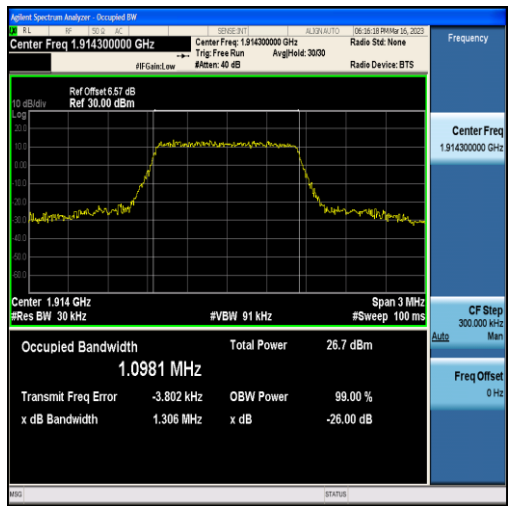 Agilent Spectrum Analyzer - Occupied BW
RL RF 50 Ω AC SENSE:INT ALIGN AUTO 06:16:18 PM Mar 16, 2023
Center Freq 1.914300000 GHz
Center Freq: 1.914300000 GHz
Radio Std: None
Trig: Free Run Avg|Hold: 30/30
#IFGain:Low
#Atten: 40 dB
Radio Device: BTS
Ref Offset 6.57 dB
10 dB/div Ref 30.00 dBm
Log
20.0
10.0
0.00
-10.0
-20.0
-30.0
-40.0
-50.0
-60.0
Center 1.914 GHz
Span 3 MHz
#Res BW 30 kHz
#VBW 91 kHz
#Sweep 100 ms
Occupied Bandwidth
Total Power 26.7 dBm
1.0981 MHz
Transmit Freq Error -3.802 kHz
OBW Power 99.00 %
x dB Bandwidth 1.306 MHz
x dB -26.00 dB
MSG
STATUS
Frequency
Center Freq
1.914300000 GHz
CF Step
300.000 kHz
Auto Man
Freq Offset
0 Hz